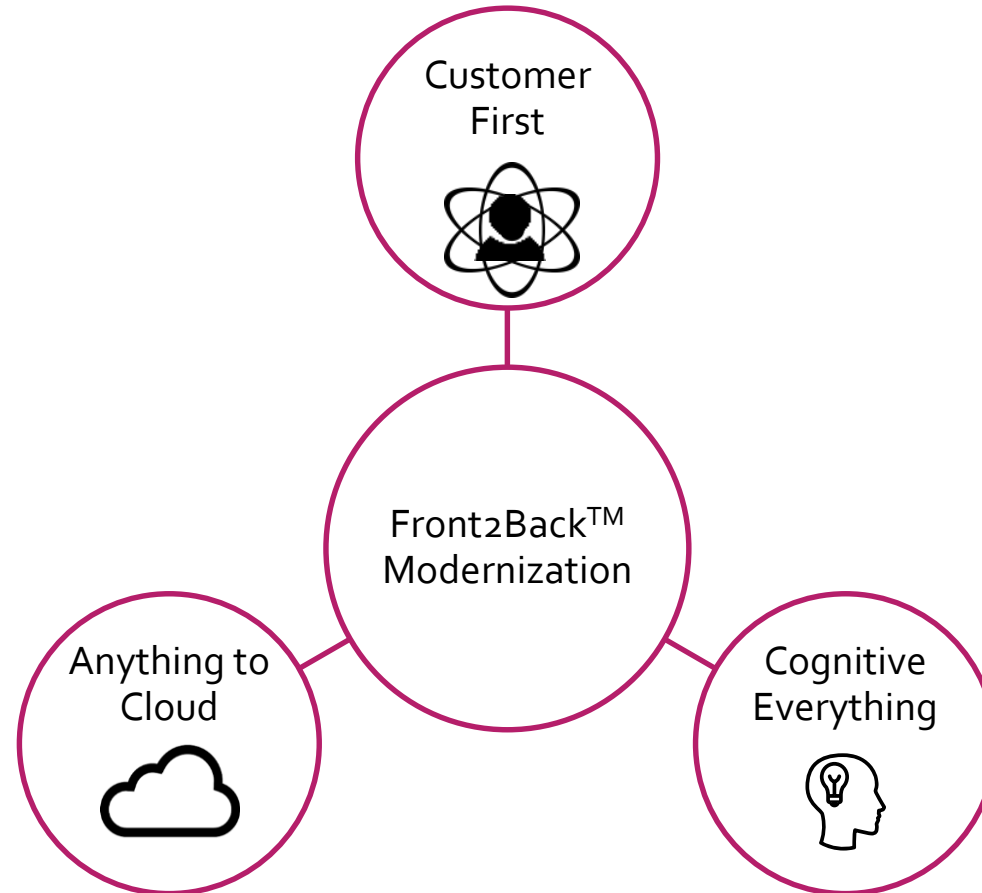 Customer
First
Front2Back™
Modernization
Anything to
Cloud
Cognitive
Everything